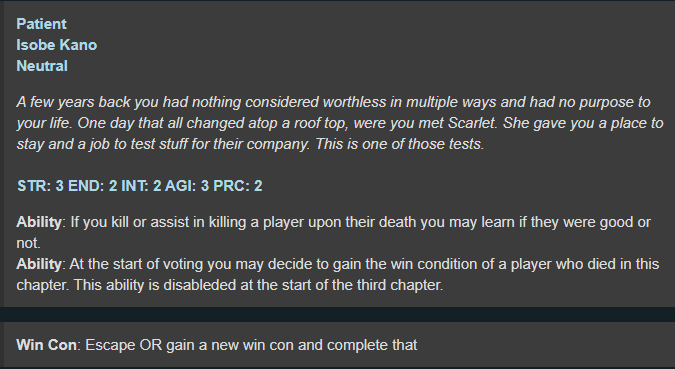 Patient
Isobe Kano
Neutral
A few years back you had nothing considered worthless in multiple ways and had no purpose to
your life. One day that all changed atop a roof top, were you met Scarlet. She gave you a place to
stay and a job to test stuff for their company. This is one of those tests.
STR: 3 END: 2 INT: 2 AGI: 3 PRC: 2
Ability: If you kill or assist in killing a player upon their death you may learn if they were good or
not.
Ability: At the start of voting you may decide to gain the win condition of a player who died in this
chapter. This ability is disableded at the start of the third chapter.
Win Con: Escape OR gain a new win con and complete that